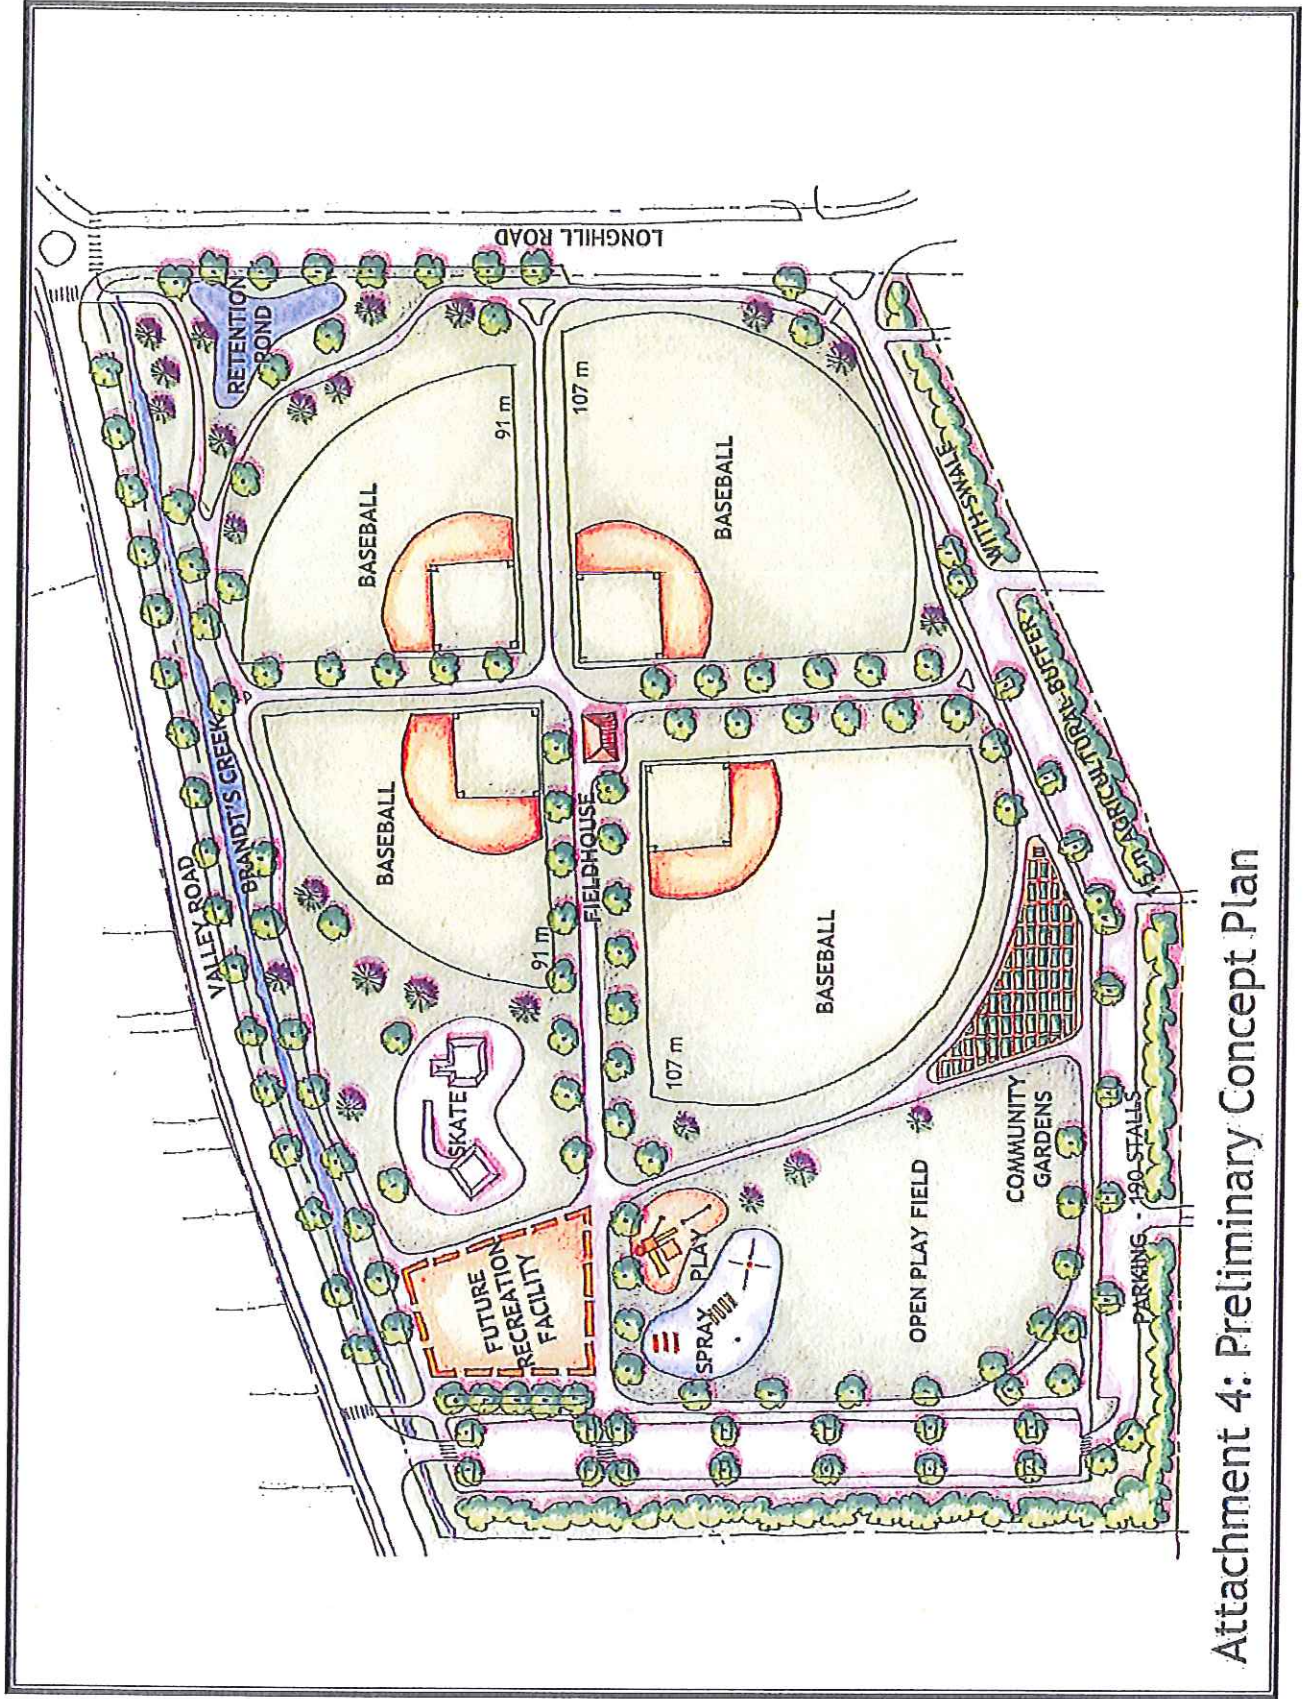 LONGHILL ROAD
RETENTION
POND
91 m
107 m
BASEBALL
BASEBALL
WITH SWALE
VALLEY ROAD
BRANDT'S CREEK
BASEBALL
91 m
FIELDHOUSE
BASEBALL
107 m
15m AGRICULTURAL BUFFER
SKATE
COMMUNITY
GARDENS
FUTURE
RECREATION
FACILITY
PLAY
SPRAY
OPEN PLAY FIELD
PARKING - 190 STALLS
Attachment 4: Preliminary Concept Plan